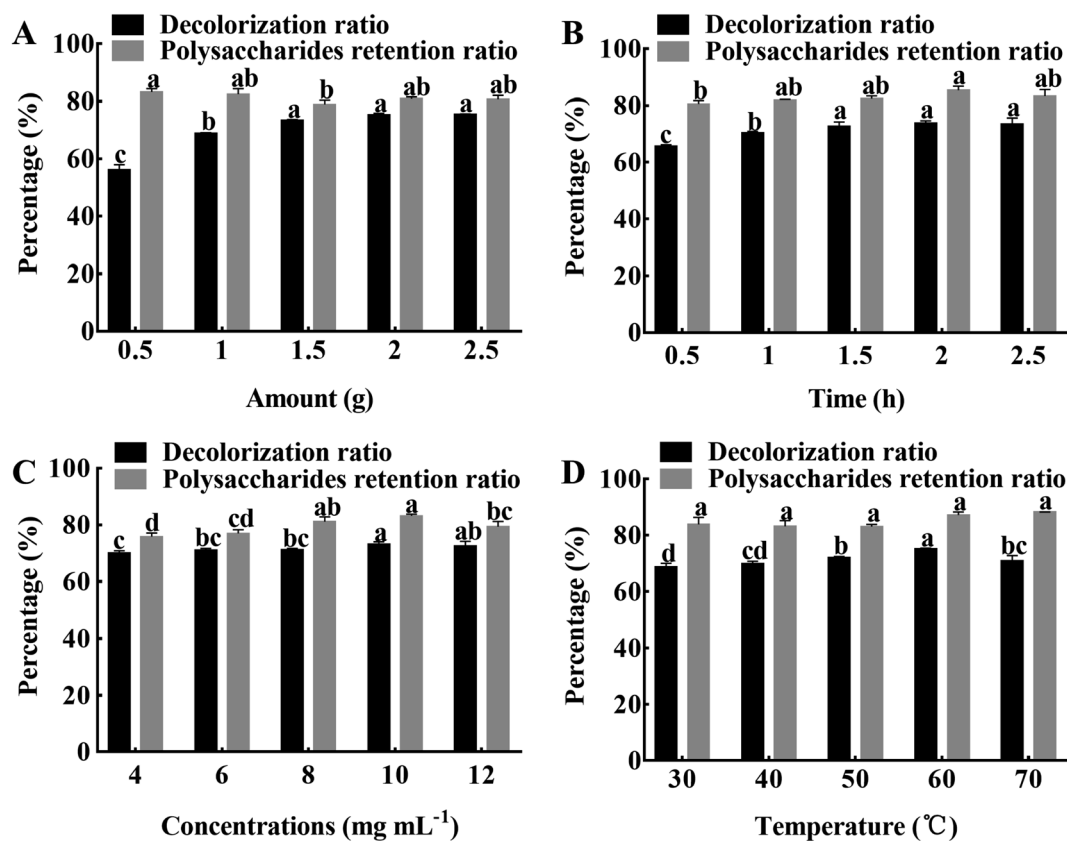 A
Decolorization ratio
Polysaccharides retention ratio
Percentage (%)
100
80
60
40
20
0
c a b ab a b a ab a ab
0.5 1 1.5 2 2.5
Amount (g)
B
Decolorization ratio
Polysaccharides retention ratio
Percentage (%)
100
80
60
40
20
0
c b b ab a ab a a a ab
0.5 1 1.5 2 2.5
Time (h)
C
Decolorization ratio
Polysaccharides retention ratio
Percentage (%)
100
80
60
40
20
0
c d bc cd bc ab a a ab bc
4 6 8 10 12
Concentrations (mg mL⁻¹)
D
Decolorization ratio
Polysaccharides retention ratio
Percentage (%)
100
80
60
40
20
0
d a cd a b a a a bc a
30 40 50 60 70
Temperature (℃)